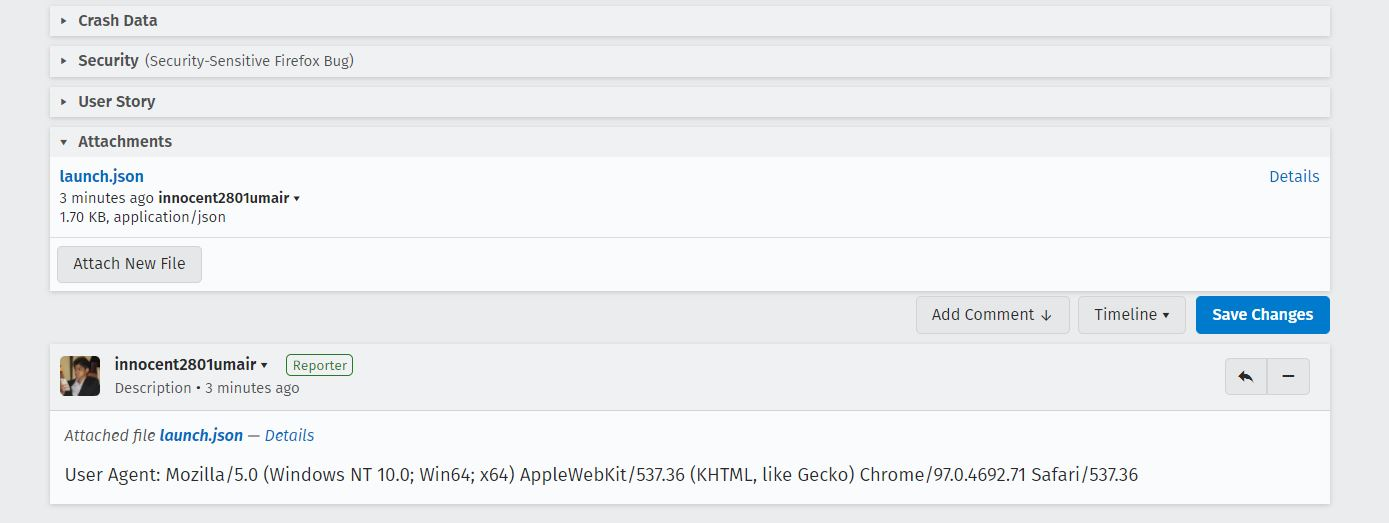 Crash Data
Security (Security-Sensitive Firefox Bug)
User Story
Attachments
launch.json Details
3 minutes ago innocent2801umair
1.70 KB, application/json
Attach New File
Add Comment ↓ Timeline Save Changes
innocent2801umair Reporter
Description • 3 minutes ago
Attached file launch.json — Details
User Agent: Mozilla/5.0 (Windows NT 10.0; Win64; x64) AppleWebKit/537.36 (KHTML, like Gecko) Chrome/97.0.4692.71 Safari/537.36